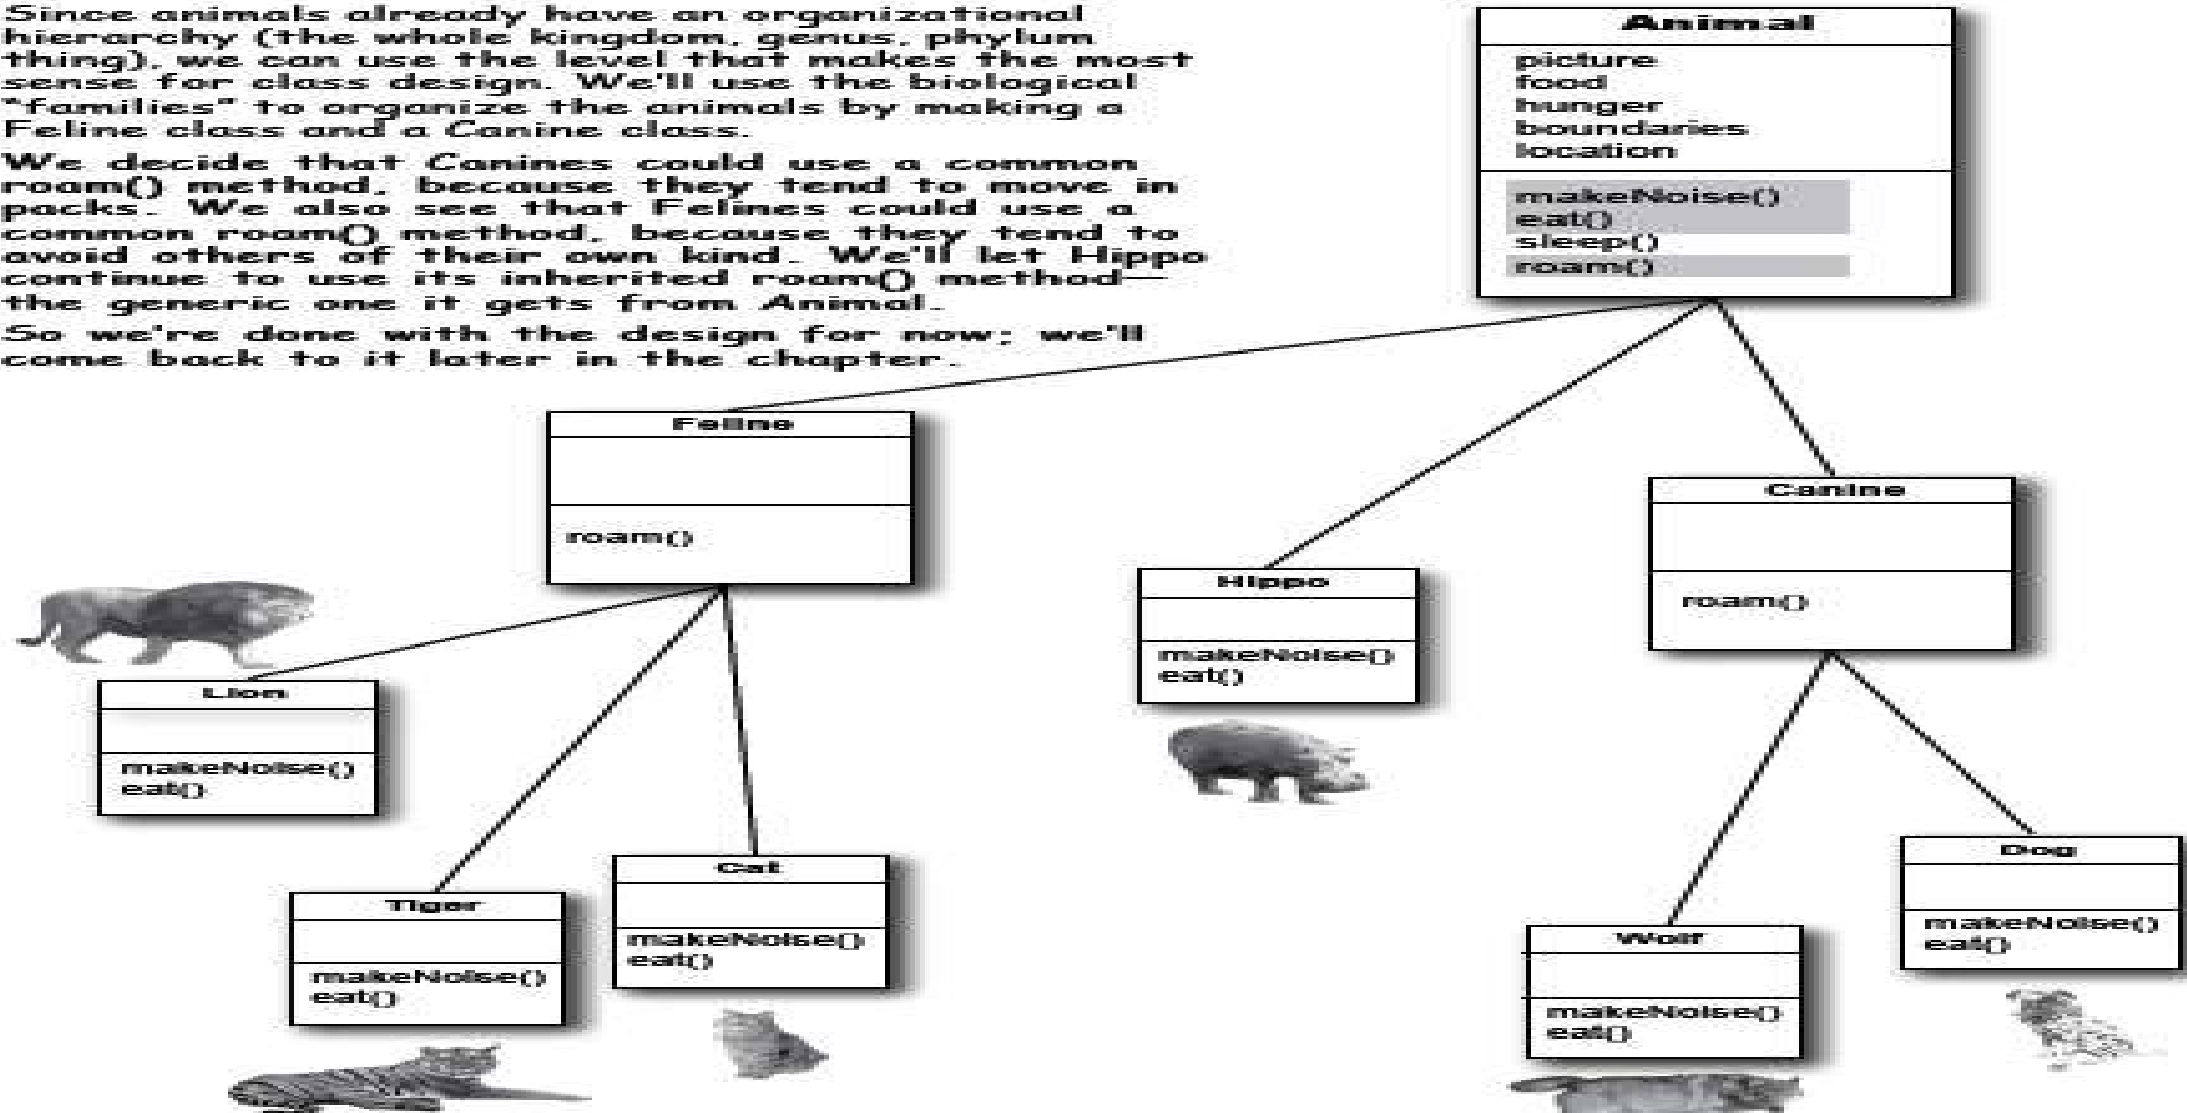 Since animals already have an organizational
hierarchy (the whole kingdom, genus, phylum
thing), we can use the level that makes the most
sense for class design. We'll use the biological
"families" to organize the animals by making a
Feline class and a Canine class.
We decide that Canines could use a common
roam() method, because they tend to move in
packs. We also see that Felines could use a
common roam() method, because they tend to
avoid others of their own kind. We'll let Hippo
continue to use its inherited roam() method—
the generic one it gets from Animal.
So we're done with the design for now; we'll
come back to it later in the chapter.
Animal
picture
food
hunger
boundaries
location
makeNoise()
eat()
sleep()
roam()
Feline
roam()
Hippo
makeNoise()
eat()
Canine
roam()
Lion
makeNoise()
eat()
Tiger
makeNoise()
eat()
Cat
makeNoise()
eat()
Wolf
makeNoise()
eat()
Dog
makeNoise()
eat()